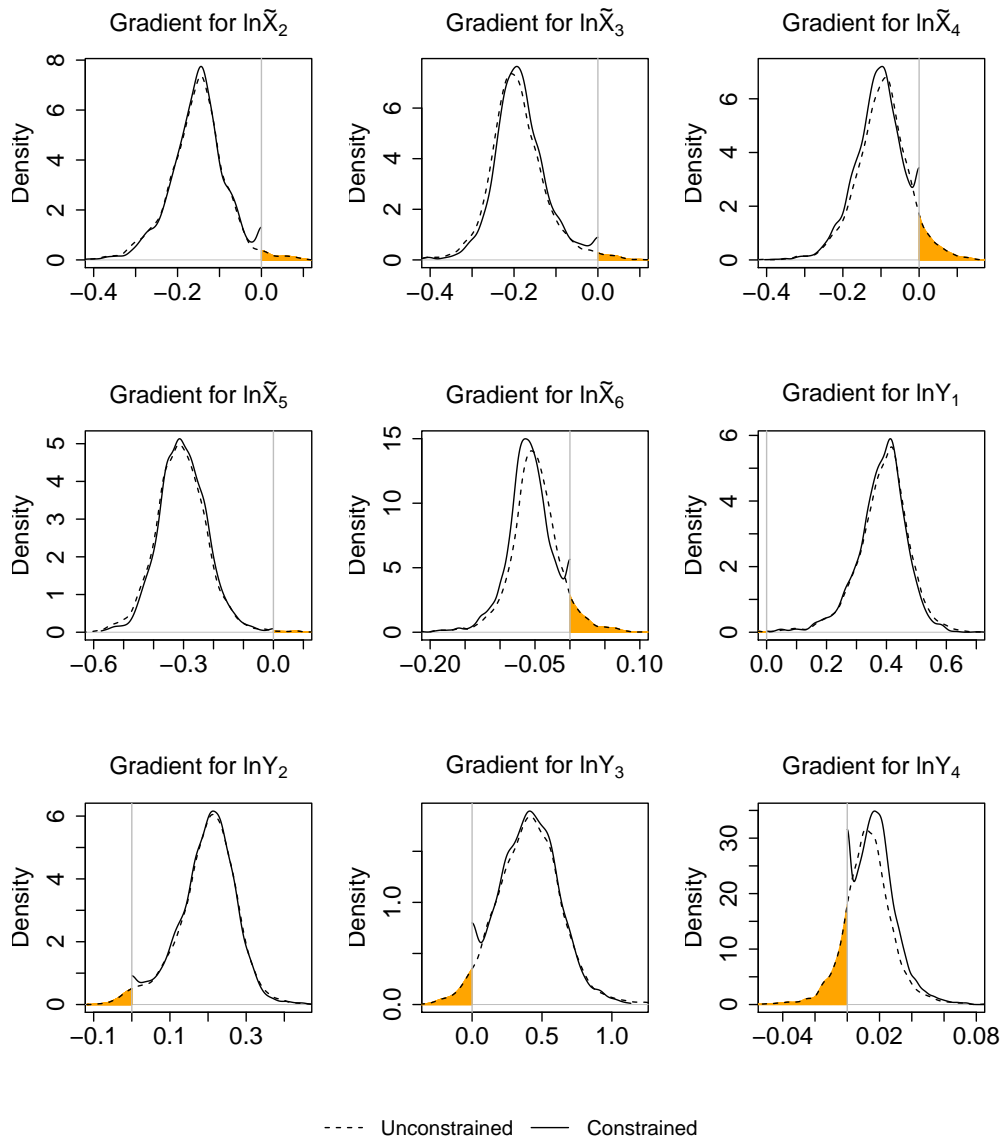 Gradient for lnX̃₂ Gradient for lnX̃₃ Gradient for lnX̃₄
Density
8
6
4
2
0
−0.4 −0.2 0.0
Density
6
4
2
0
−0.4 −0.2 0.0
Density
6
4
2
0
−0.4 −0.2 0.0
Gradient for lnX̃₅ Gradient for lnX̃₆ Gradient for lnY₁
Density
5
4
3
2
1
0
−0.6 −0.3 0.0
Density
15
10
5
0
−0.20 −0.05 0.10
Density
6
4
2
0
0.0 0.2 0.4 0.6
Gradient for lnY₂ Gradient for lnY₃ Gradient for lnY₄
Density
6
4
2
0
−0.1 0.1 0.3
Density
1.0
0.0
0.0 0.5 1.0
Density
30
20
10
0
−0.04 0.02 0.08
Unconstrained Constrained